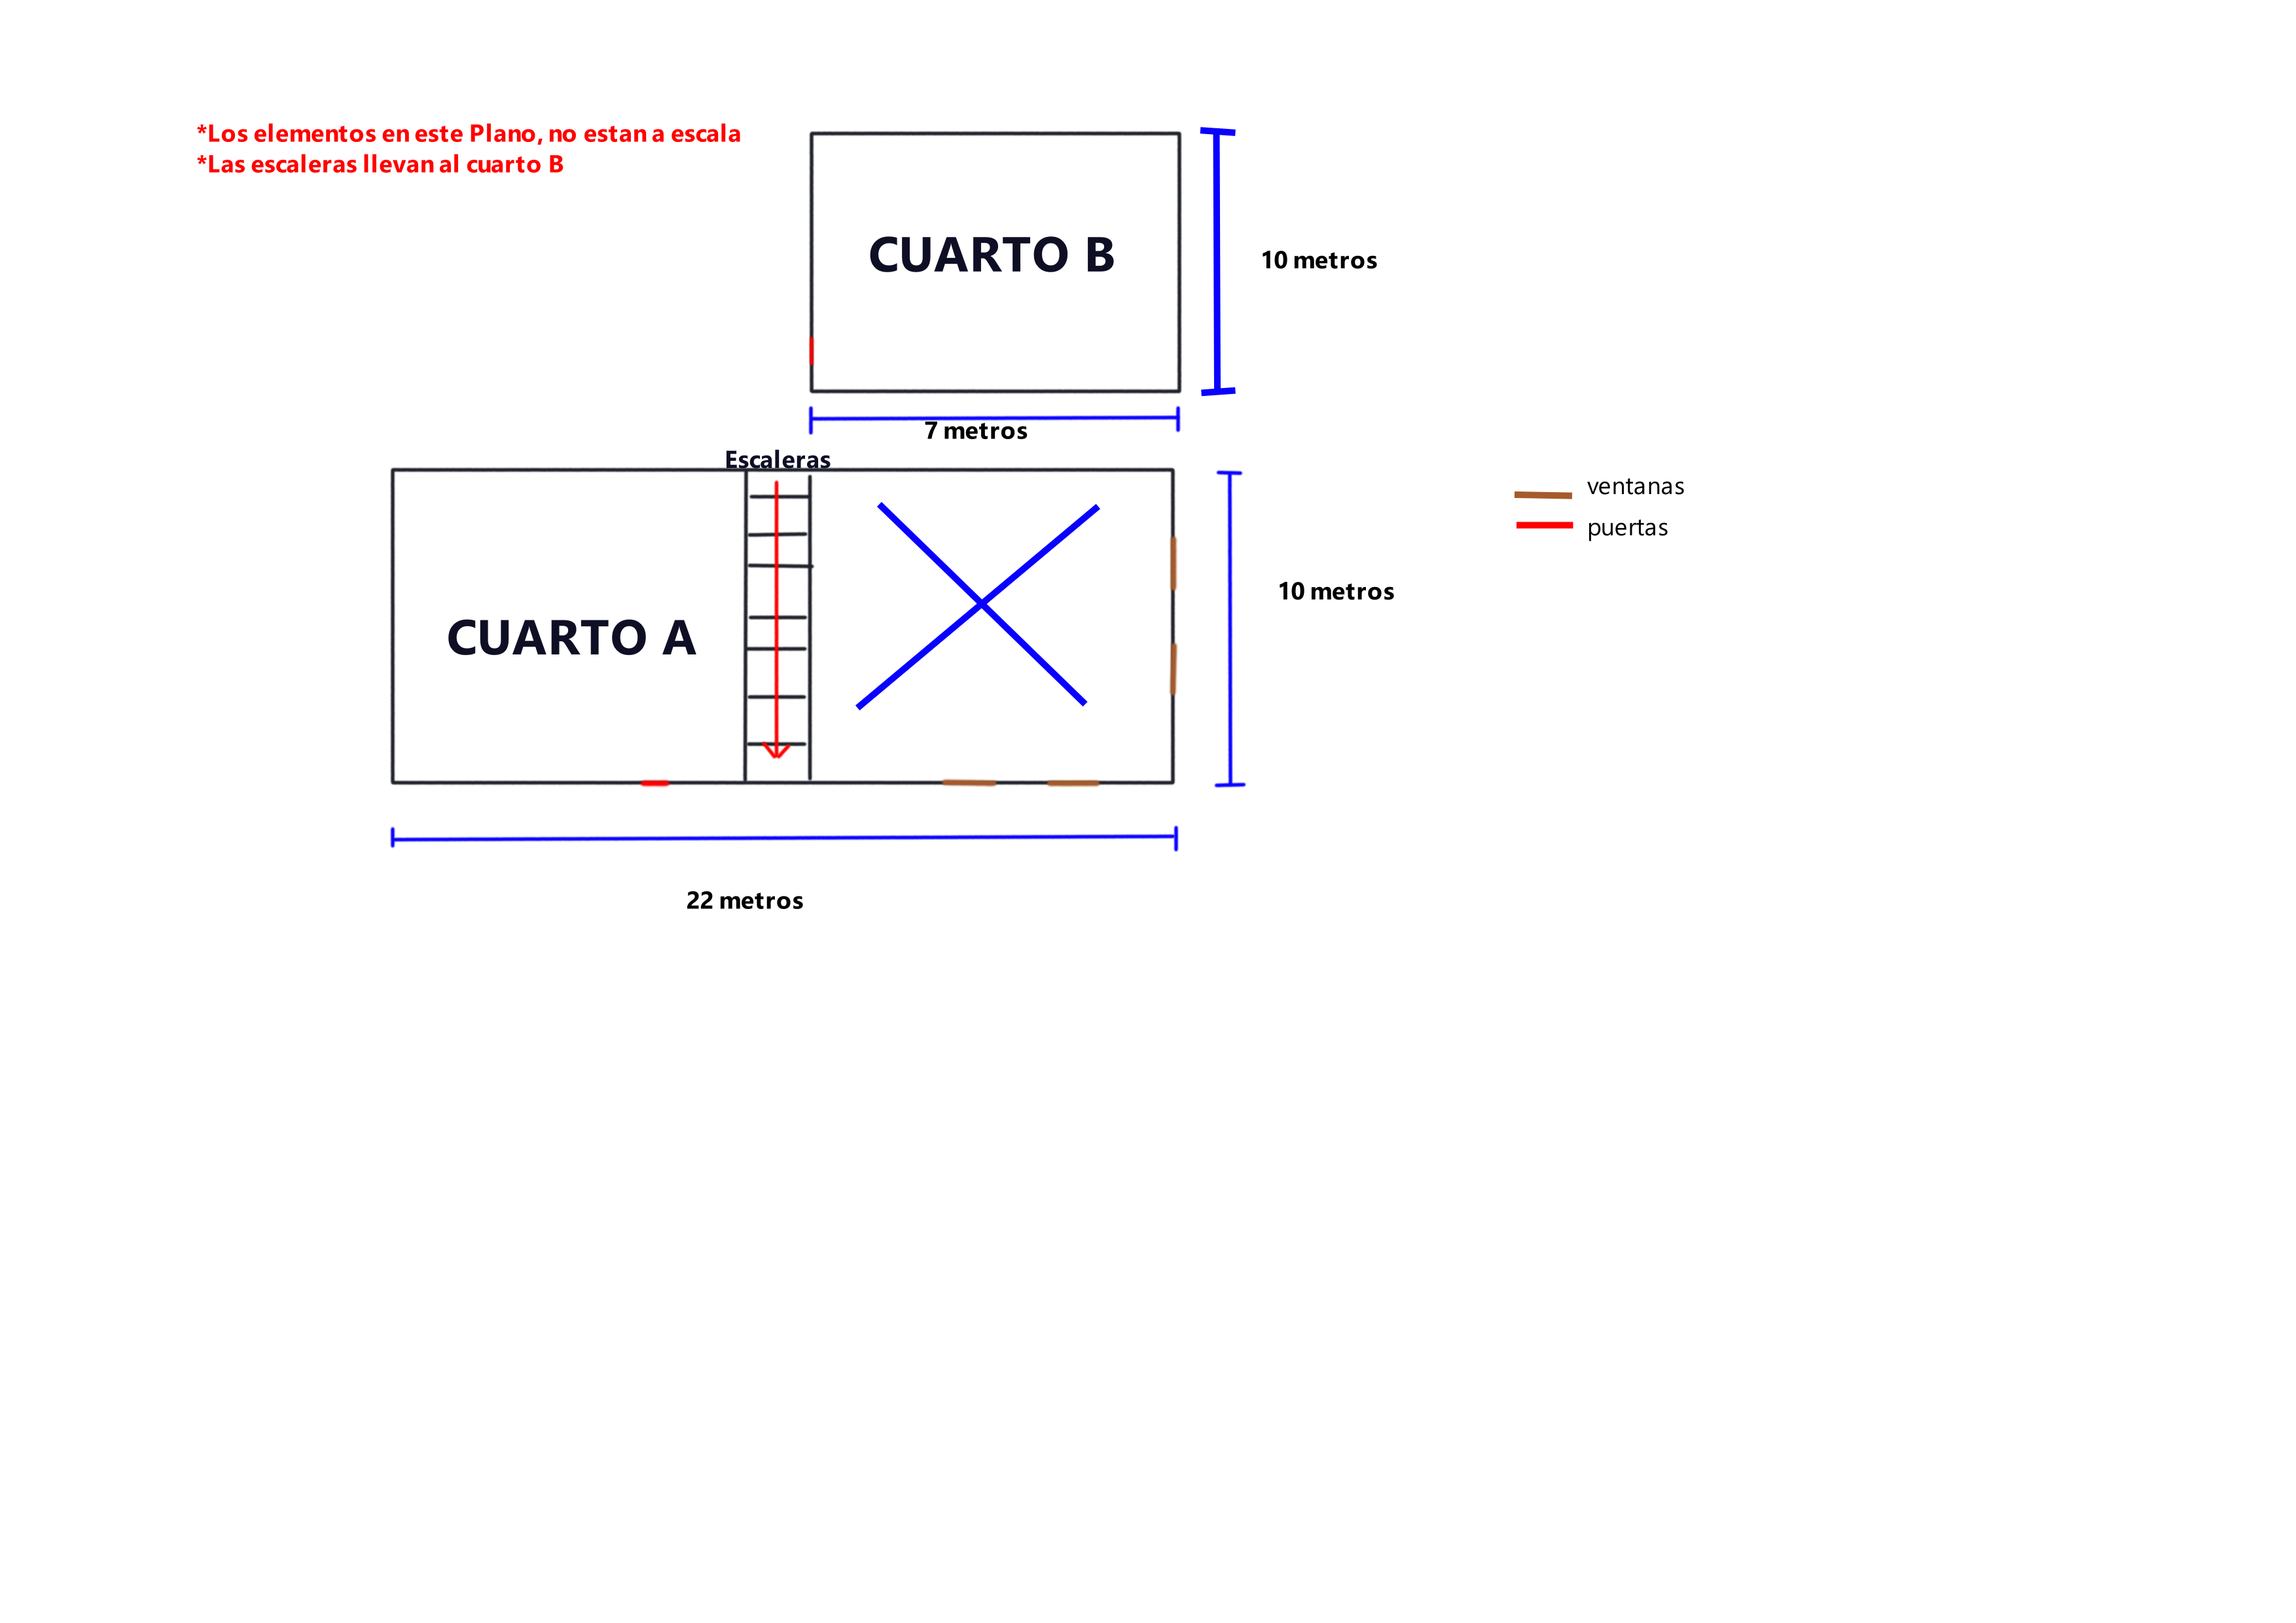 *Los elementos en este Plano, no estan a escala
*Las escaleras llevan al cuarto B
CUARTO B
10 metros
7 metros
Escaleras
ventanas
puertas
CUARTO A
10 metros
22 metros